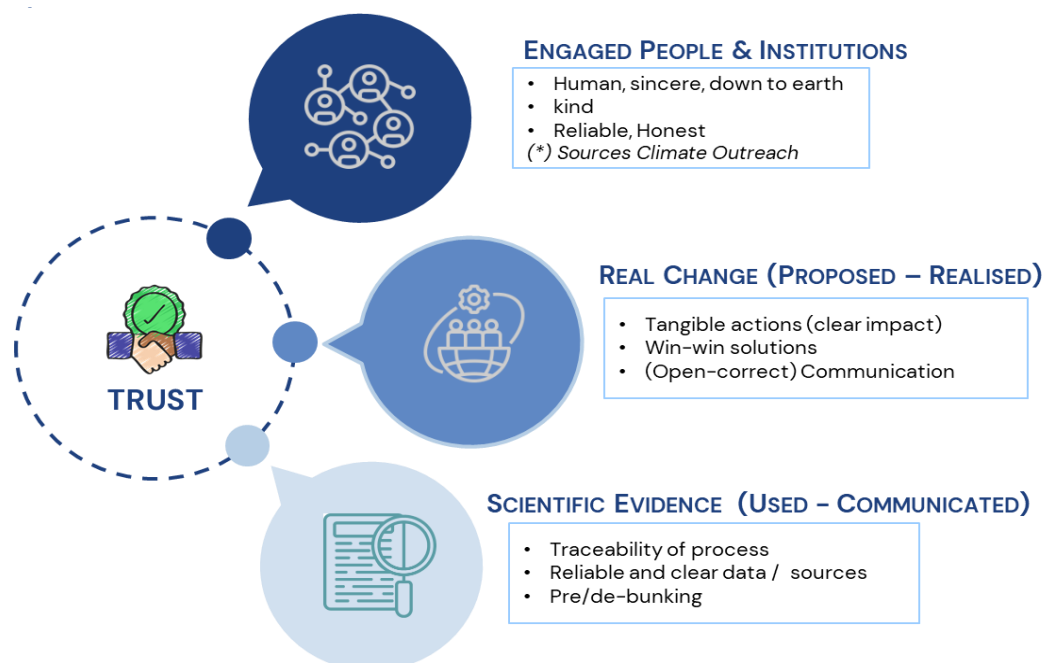 ENGAGED PEOPLE & INSTITUTIONS
• Human, sincere, down to earth
• kind
• Reliable, Honest
(*) Sources Climate Outreach
REAL CHANGE (PROPOSED – REALISED)
• Tangible actions (clear impact)
• Win-win solutions
• (Open-correct) Communication
TRUST
SCIENTIFIC EVIDENCE (USED – COMMUNICATED)
• Traceability of process
• Reliable and clear data / sources
• Pre/de-bunking